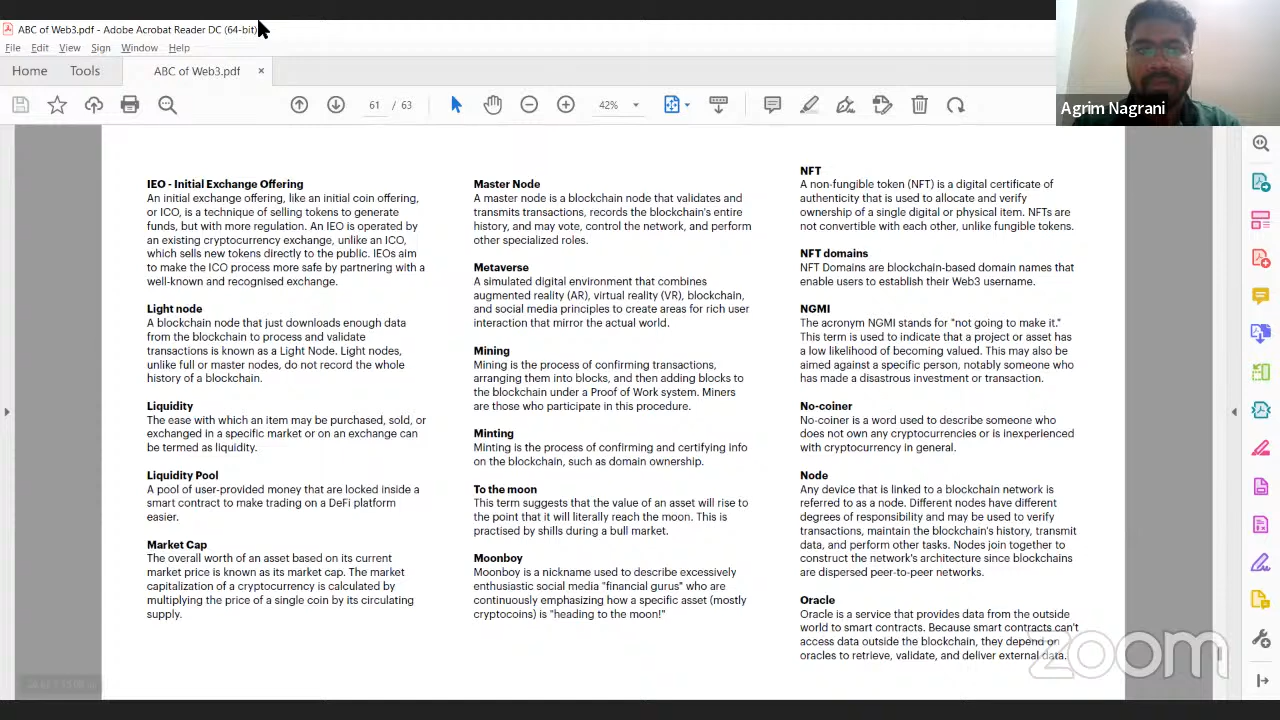 ABC of Web3.pdf - Adobe Acrobat Reader DC (64-bit)
File Edit View Sign Window Help
Home Tools ABC of Web3.pdf ×
61 / 63 42%
Agrim Nagrani
IEO - Initial Exchange Offering
An initial exchange offering, like an initial coin offering,
or ICO, is a technique of selling tokens to generate
funds, but with more regulation. An IEO is operated by
an existing cryptocurrency exchange, unlike an ICO,
which sells new tokens directly to the public. IEOs aim
to make the ICO process more safe by partnering with a
well-known and recognised exchange.
Light node
A blockchain node that just downloads enough data
from the blockchain to process and validate
transactions is known as a Light Node. Light nodes,
unlike full or master nodes, do not record the whole
history of a blockchain.
Liquidity
The ease with which an item may be purchased, sold, or
exchanged in a specific market or on an exchange can
be termed as liquidity.
Liquidity Pool
A pool of user-provided money that are locked inside a
smart contract to make trading on a DeFi platform
easier.
Market Cap
The overall worth of an asset based on its current
market price is known as its market cap. The market
capitalization of a cryptocurrency is calculated by
multiplying the price of a single coin by its circulating
supply.
Master Node
A master node is a blockchain node that validates and
transmits transactions, records the blockchain's entire
history, and may vote, control the network, and perform
other specialized roles.
Metaverse
A simulated digital environment that combines
augmented reality (AR), virtual reality (VR), blockchain,
and social media principles to create areas for rich user
interaction that mirror the actual world.
Mining
Mining is the process of confirming transactions,
arranging them into blocks, and then adding blocks to
the blockchain under a Proof of Work system. Miners
are those who participate in this procedure.
Minting
Minting is the process of confirming and certifying info
on the blockchain, such as domain ownership.
To the moon
This term suggests that the value of an asset will rise to
the point that it will literally reach the moon. This is
practised by shills during a bull market.
Moonboy
Moonboy is a nickname used to describe excessively
enthusiastic social media "financial gurus" who are
continuously emphasizing how a specific asset (mostly
cryptocoins) is "heading to the moon!"
NFT
A non-fungible token (NFT) is a digital certificate of
authenticity that is used to allocate and verify
ownership of a single digital or physical item. NFTs are
not convertible with each other, unlike fungible tokens.
NFT domains
NFT Domains are blockchain-based domain names that
enable users to establish their Web3 username.
NGMI
The acronym NGMI stands for "not going to make it."
This term is used to indicate that a project or asset has
a low likelihood of becoming valued. This may also be
aimed against a specific person, notably someone who
has made a disastrous investment or transaction.
No-coiner
No-coiner is a word used to describe someone who
does not own any cryptocurrencies or is inexperienced
with cryptocurrency in general.
Node
Any device that is linked to a blockchain network is
referred to as a node. Different nodes have different
degrees of responsibility and may be used to verify
transactions, maintain the blockchain's history, transmit
data, and perform other tasks. Nodes join together to
construct the network's architecture since blockchains
are dispersed peer-to-peer networks.
Oracle
Oracle is a service that provides data from the outside
world to smart contracts. Because smart contracts can't
access data outside the blockchain, they depend on
oracles to retrieve, validate, and deliver external data.
zoom